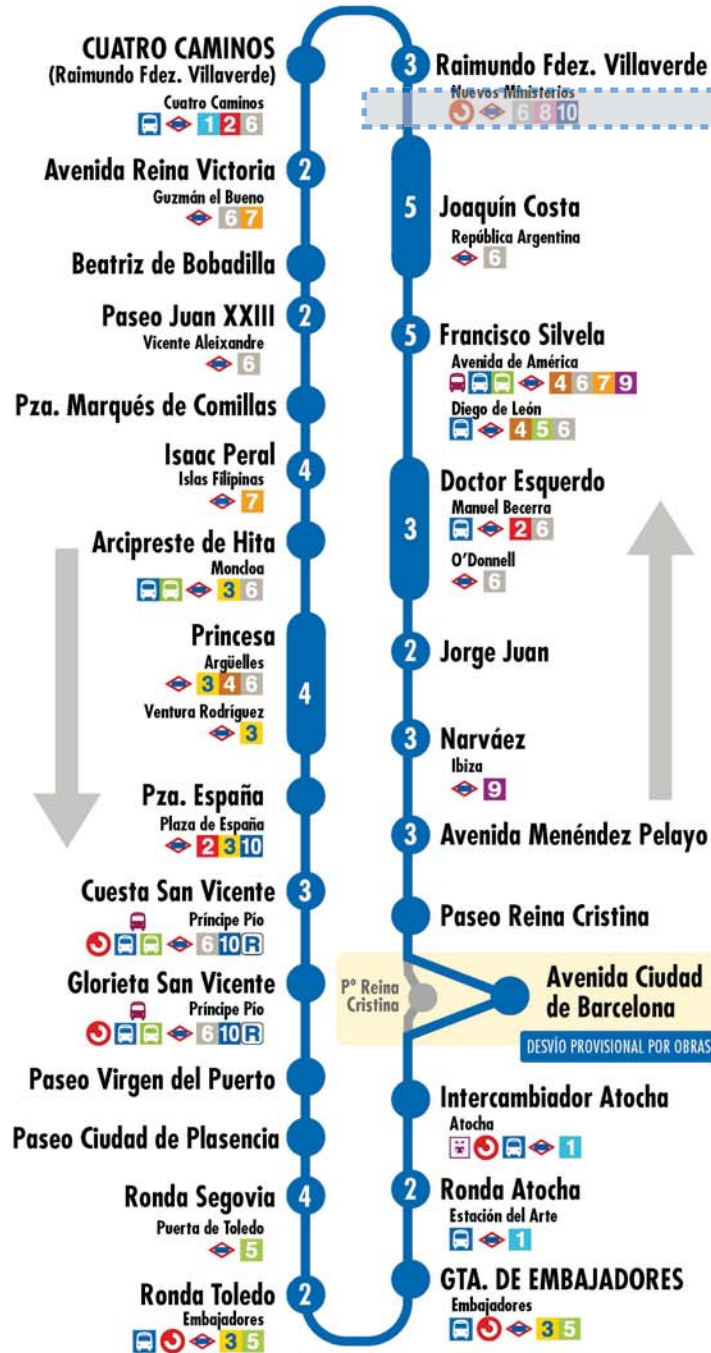 CUATRO CAMINOS
(Raimundo Fdez. Villaverde)
Cuatro Caminos
1 2 6
2
Avenida Reina Victoria
Guzmán el Bueno
6 7
Beatriz de Bobadilla
Paseo Juan XXIII
2
Vicente Aleixandre
6
Pza. Marqués de Comillas
Isaac Peral
4
Islas Filipinas
7
Arcipreste de Hita
Moncloa
3 6
Princesa
4
Argüelles
3 4 6
Ventura Rodríguez
3
Pza. España
Plaza de España
2 3 10
Cuesta San Vicente
3
Príncipe Pío
6 10 R
Glorieta San Vicente
Príncipe Pío
6 10 R
Paseo Virgen del Puerto
Paseo Ciudad de Plasencia
Ronda Segovia
4
Puerta de Toledo
5
Ronda Toledo
2
Embajadores
3 5
3
Raimundo Fdez. Villaverde
Nuevos Ministerios
6 8 10
5
Joaquín Costa
República Argentina
6
5
Francisco Silvela
Avenida de América
4 6 7 9
Diego de León
4 5 6
Doctor Esquerdo
3
Manuel Becerra
2 6
O'Donnell
6
2
Jorge Juan
3
Narváez
Ibiza
9
3
Avenida Menéndez Pelayo
Paseo Reina Cristina
Pº Reina
Cristina
Avenida Ciudad
de Barcelona
DESVÍO PROVISIONAL POR OBRAS
Intercambiador Atocha
Atocha
1
2
Ronda Atocha
Estación del Arte
1
GTA. DE EMBAJADORES
Embajadores
3 5